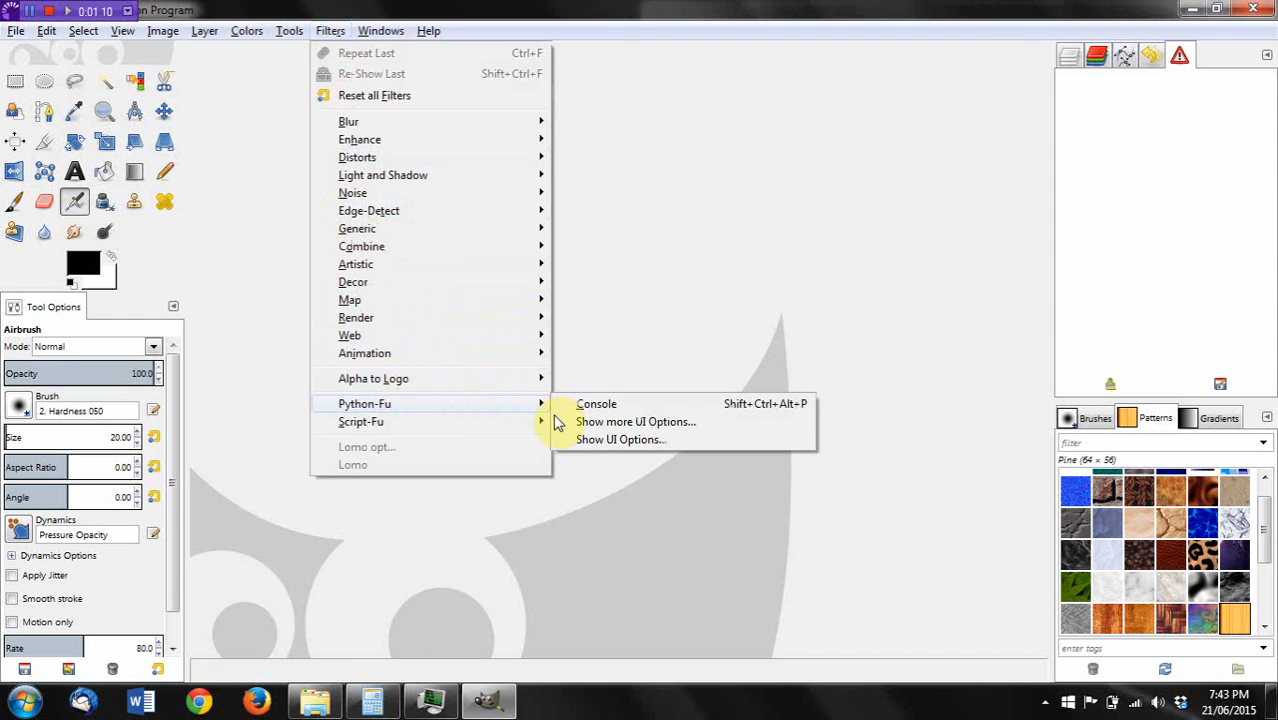 0:01:10
on Program
File Edit Select View Image Layer Colors Tools Filters Windows Help
Repeat Last Ctrl+F
Re-Show Last Shift+Ctrl+F
Reset all Filters
Blur
Enhance
Distorts
Light and Shadow
Noise
Edge-Detect
Generic
Combine
Artistic
Decor
Map
Render
Web
Animation
Alpha to Logo
Python-Fu
Script-Fu
Lomo opt...
Lomo
Console Shift+Ctrl+Alt+P
Show more UI Options...
Show UI Options...
Tool Options
Airbrush
Mode: Normal
Opacity 100.0
Brush
2. Hardness 050
Size 20.00
Aspect Ratio 0.00
Angle 0.00
Dynamics
Pressure Opacity
Dynamics Options
Apply Jitter
Smooth stroke
Motion only
Rate 80.0
Brushes Patterns Gradients
filter
Pine (64 × 56)
enter tags
7:43 PM
21/06/2015